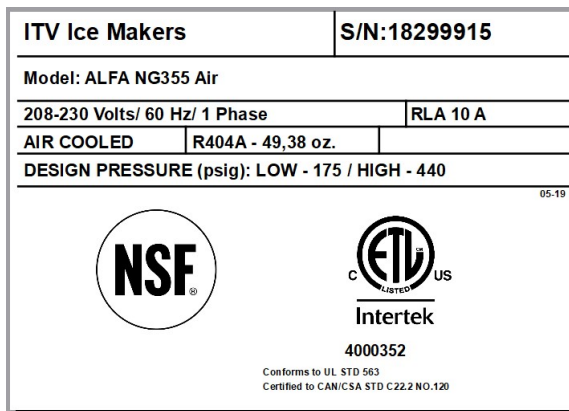 ITV Ice Makers S/N:18299915
Model: ALFA NG355 Air
208-230 Volts/ 60 Hz/ 1 Phase RLA 10 A
AIR COOLED R404A - 49,38 oz.
DESIGN PRESSURE (psig): LOW - 175 / HIGH - 440
05-19
NSF®
ETL CM
C US
LISTED
Intertek
4000352
Conforms to UL STD 563
Certified to CAN/CSA STD C22.2 NO.120